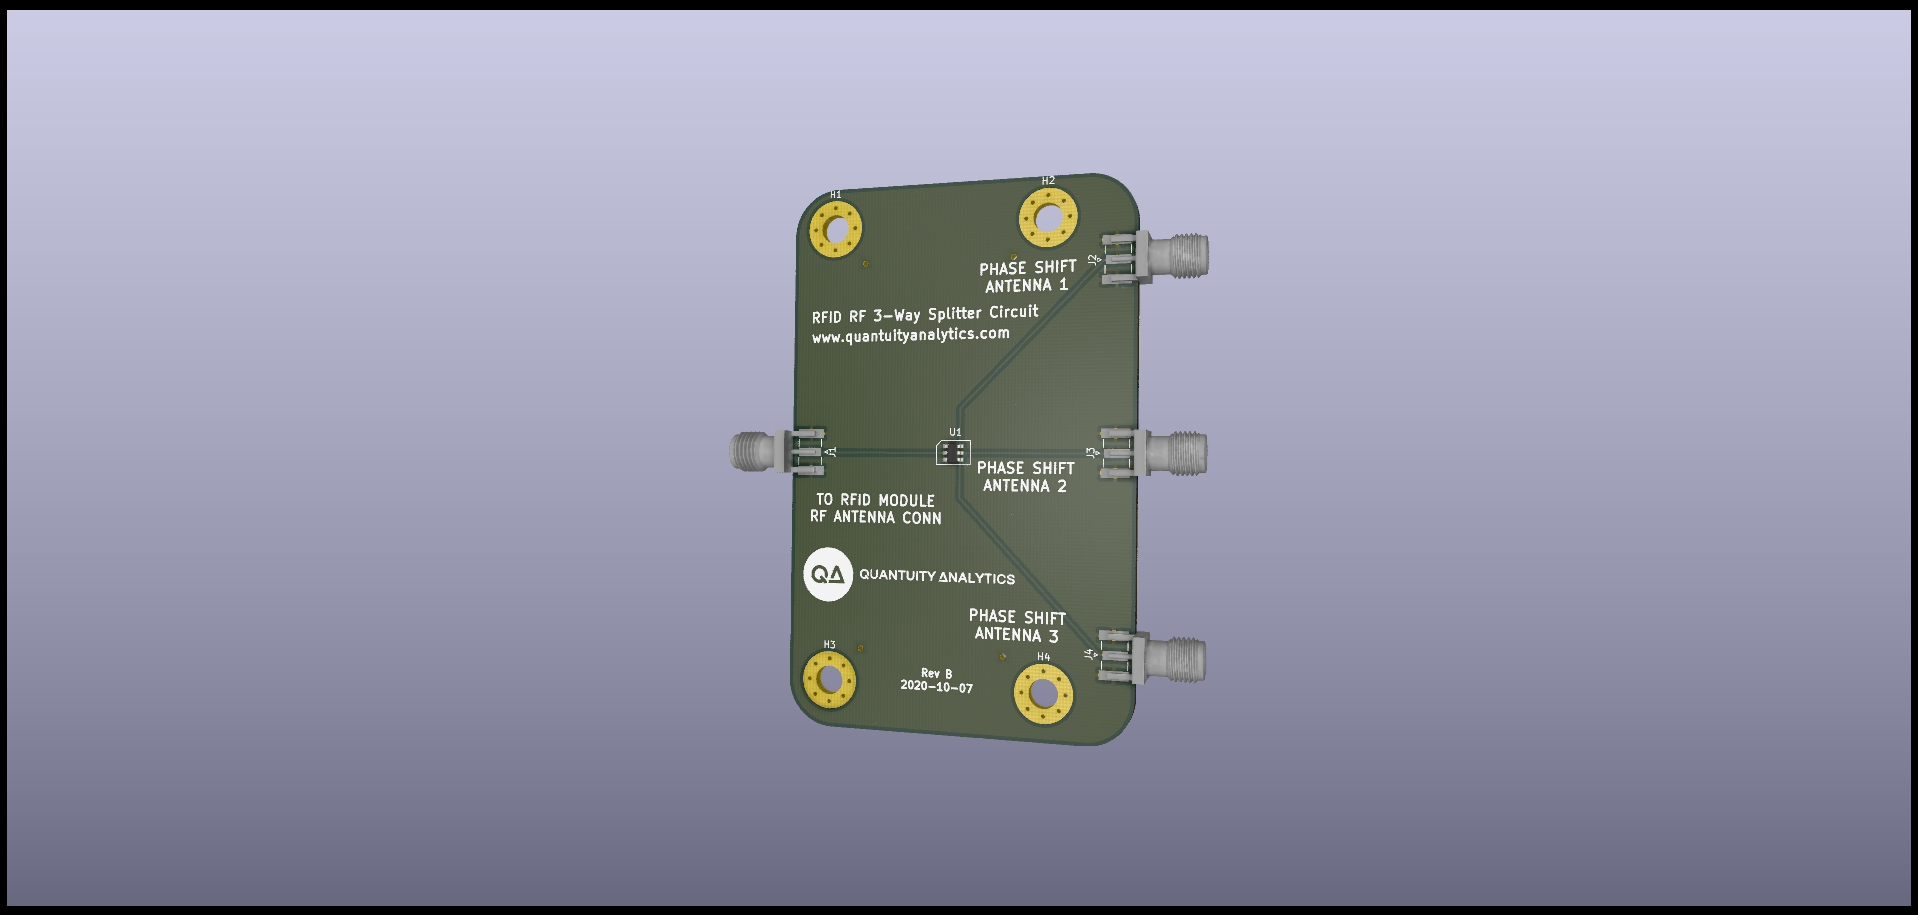 H1
H2
J2
PHASE SHIFT
ANTENNA 1
RFID RF 3-Way Splitter Circuit
www.quantuityanalytics.com
U1
J1
J3
PHASE SHIFT
ANTENNA 2
TO RFID MODULE
RF ANTENNA CONN
QΔ QUANTUITY ΔNALYTICS
PHASE SHIFT
ANTENNA 3
H3
H4
J4
Rev B
2020-10-07